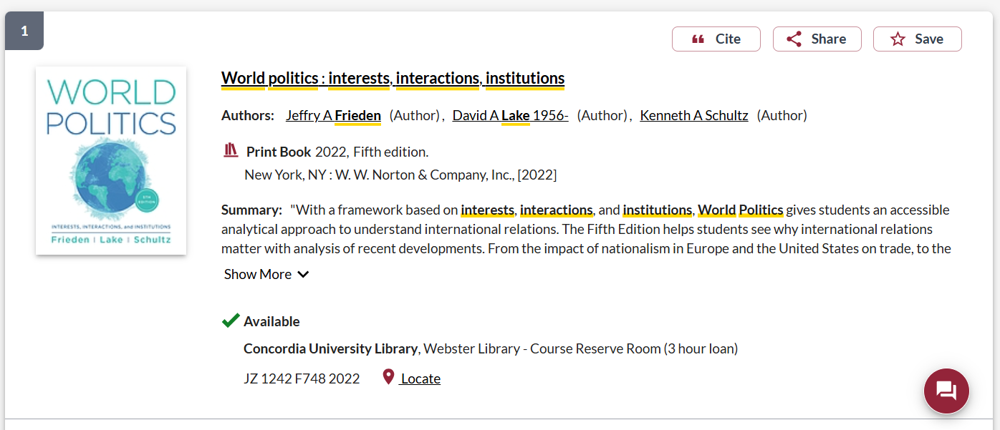 1
Cite
Share
Save
WORLD
POLITICS
5TH
EDITION
INTERESTS, INTERACTIONS, and INSTITUTIONS
Frieden | Lake | Schultz
World politics : interests, interactions, institutions
Authors: Jeffry A Frieden (Author), David A Lake 1956- (Author), Kenneth A Schultz (Author)
Print Book 2022, Fifth edition.
New York, NY : W. W. Norton & Company, Inc., [2022]
Summary: "With a framework based on interests, interactions, and institutions, World Politics gives students an accessible
analytical approach to understand international relations. The Fifth Edition helps students see why international relations
matter with analysis of recent developments. From the impact of nationalism in Europe and the United States on trade, to the
Show More
Available
Concordia University Library, Webster Library - Course Reserve Room (3 hour loan)
JZ 1242 F748 2022 Locate